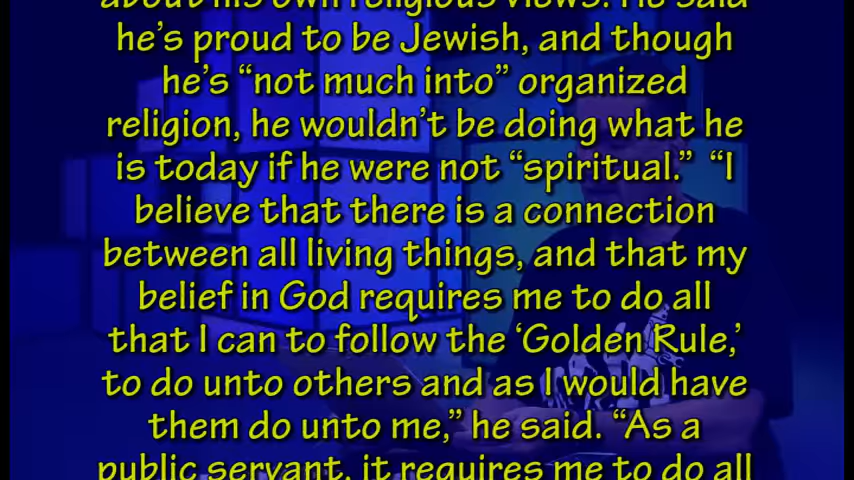 about his own religious views. He said
he's proud to be Jewish, and though
he's “not much into” organized
religion, he wouldn't be doing what he
is today if he were not “spiritual.”  “I
believe that there is a connection
between all living things, and that my
belief in God requires me to do all
that I can to follow the ‘Golden Rule,’
to do unto others and as I would have
them do unto me,” he said. “As a
public servant, it requires me to do all